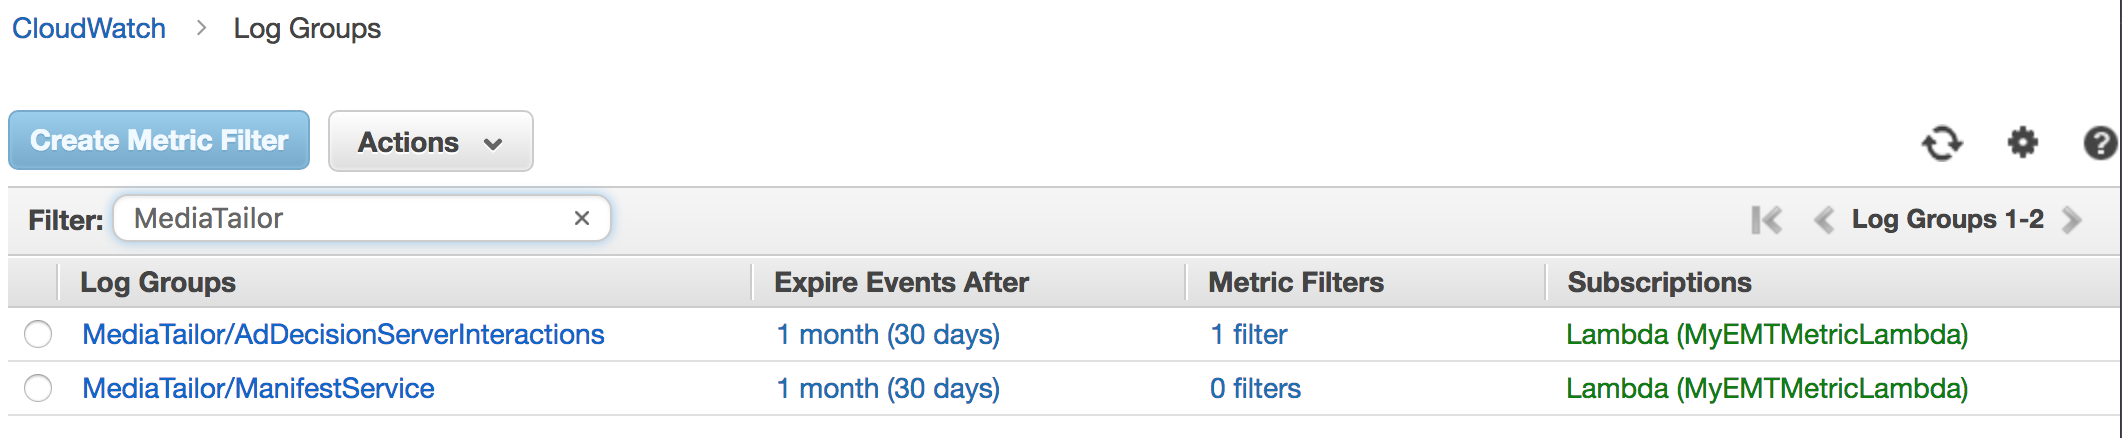 CloudWatch > Log Groups
Create Metric Filter Actions
Filter: MediaTailor × Log Groups 1-2
Log Groups Expire Events After Metric Filters Subscriptions
MediaTailor/AdDecisionServerInteractions 1 month (30 days) 1 filter Lambda (MyEMTMetricLambda)
MediaTailor/ManifestService 1 month (30 days) 0 filters Lambda (MyEMTMetricLambda)